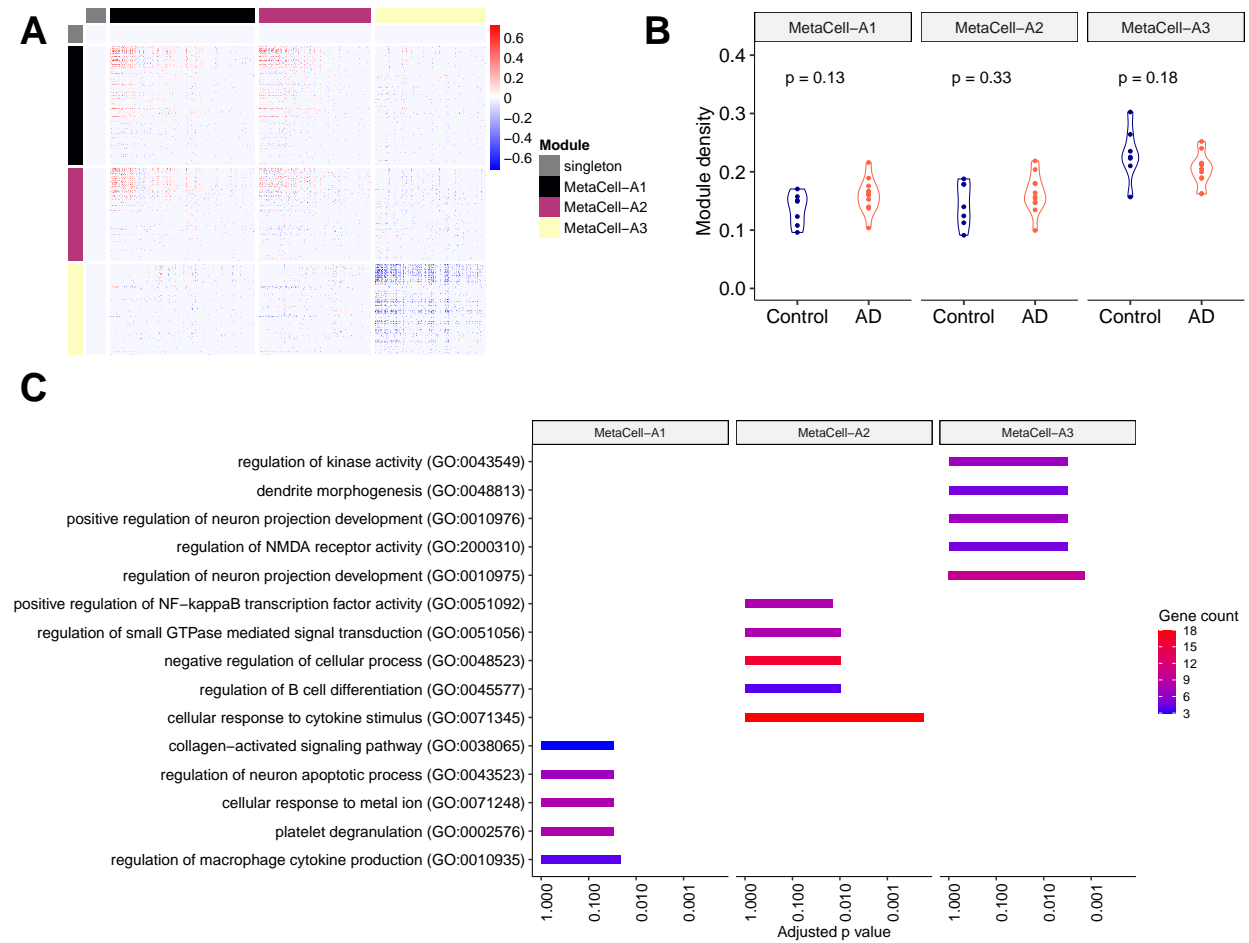 A
0.6
0.4
0.2
0
−0.2
−0.4
−0.6
Module
singleton
MetaCell−A1
MetaCell−A2
MetaCell−A3
B
MetaCell−A1
MetaCell−A2
MetaCell−A3
Module density
0.4
0.3
0.2
0.1
0.0
p = 0.13
p = 0.33
p = 0.18
Control AD
Control AD
Control AD
C
MetaCell−A1
MetaCell−A2
MetaCell−A3
regulation of kinase activity (GO:0043549)
dendrite morphogenesis (GO:0048813)
positive regulation of neuron projection development (GO:0010976)
regulation of NMDA receptor activity (GO:2000310)
regulation of neuron projection development (GO:0010975)
positive regulation of NF−kappaB transcription factor activity (GO:0051092)
regulation of small GTPase mediated signal transduction (GO:0051056)
negative regulation of cellular process (GO:0048523)
regulation of B cell differentiation (GO:0045577)
cellular response to cytokine stimulus (GO:0071345)
collagen−activated signaling pathway (GO:0038065)
regulation of neuron apoptotic process (GO:0043523)
cellular response to metal ion (GO:0071248)
platelet degranulation (GO:0002576)
regulation of macrophage cytokine production (GO:0010935)
1.000
0.100
0.010
0.001
1.000
0.100
0.010
0.001
1.000
0.100
0.010
0.001
Adjusted p value
Gene count
18
15
12
9
6
3